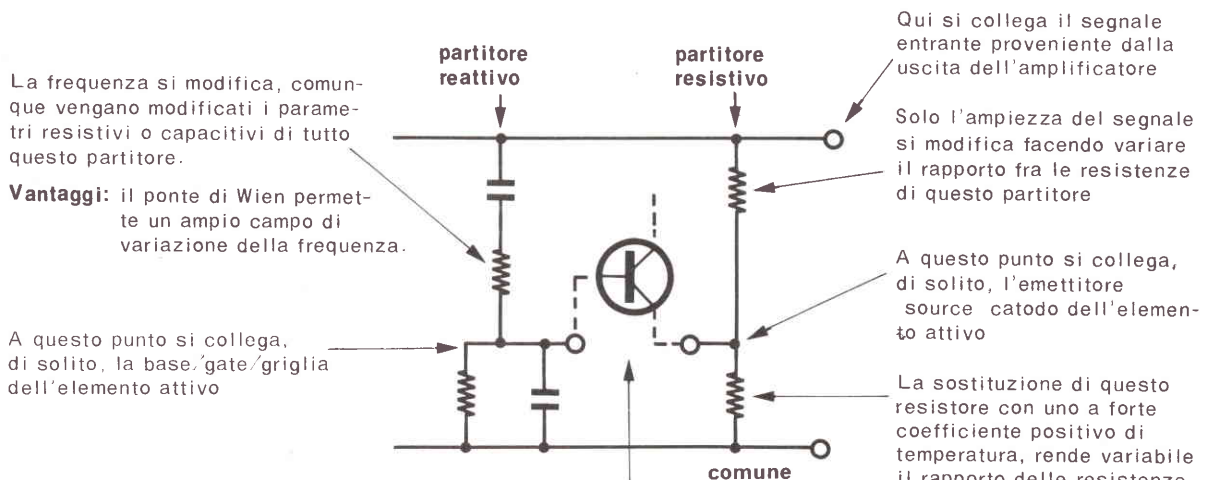 La frequenza si modifica, comun-
que vengano modificati i parame-
tri resistivi o capacitivi di tutto
questo partitore.
Vantaggi: il ponte di Wien permet-
te un ampio campo di
variazione della frequenza.
A questo punto si collega,
di solito, la base/gate/griglia
dell'elemento attivo
partitore
reattivo
partitore
resistivo
comune
Qui si collega il segnale
entrante proveniente dalla
uscita dell'amplificatore
Solo l'ampiezza del segnale
si modifica facendo variare
il rapporto fra le resistenze
di questo partitore
A questo punto si collega,
di solito, l'emettitore
source catodo dell'elemen-
to attivo
La sostituzione di questo
resistore con uno a forte
coefficiente positivo di
temperatura, rende variabile
il rapporto delle resistenze